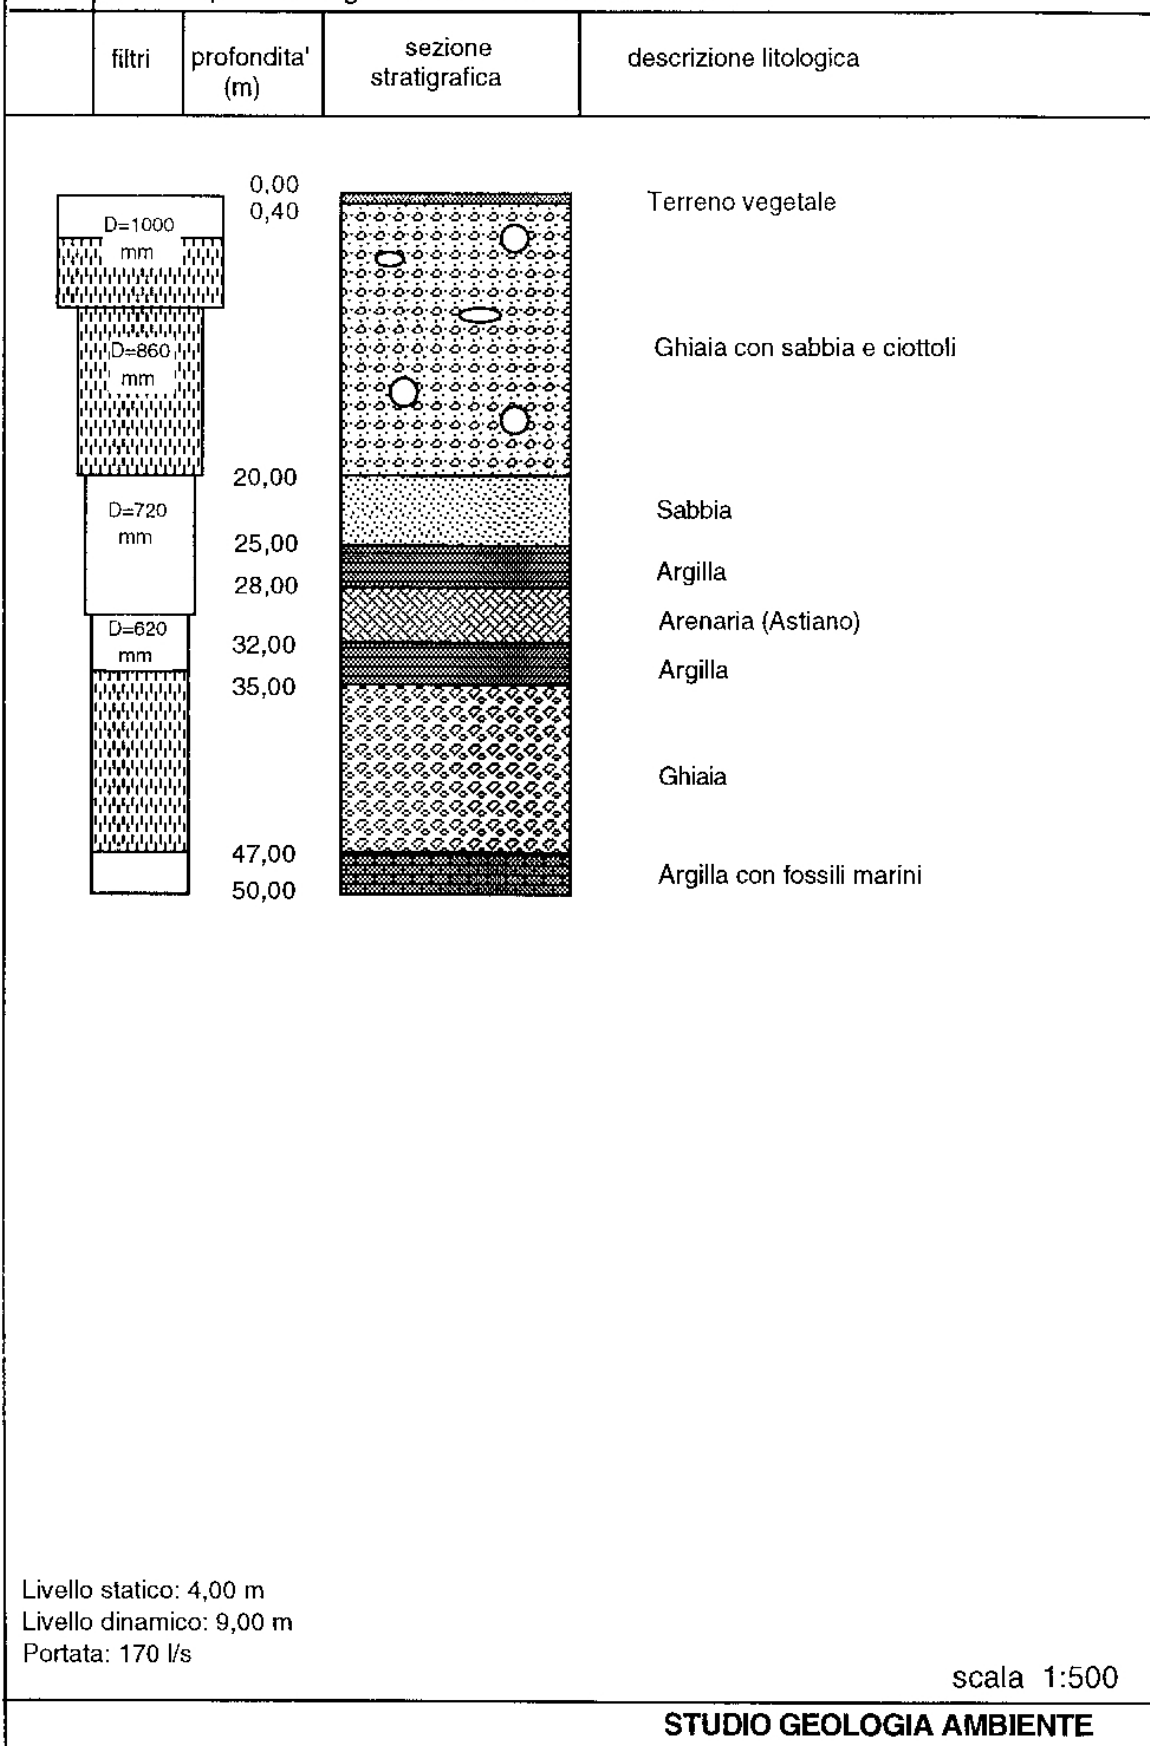 filtri
profondita'
(m)
sezione
stratigrafica
descrizione litologica
0,00
0,40
Terreno vegetale
D=1000
mm
Ghiaia con sabbia e ciottoli
D=860
mm
20,00
D=720
mm
Sabbia
25,00
Argilla
28,00
Arenaria (Astiano)
D=620
mm
32,00
Argilla
35,00
Ghiaia
47,00
Argilla con fossili marini
50,00
Livello statico: 4,00 m
Livello dinamico: 9,00 m
Portata: 170 l/s
scala 1:500
STUDIO GEOLOGIA AMBIENTE